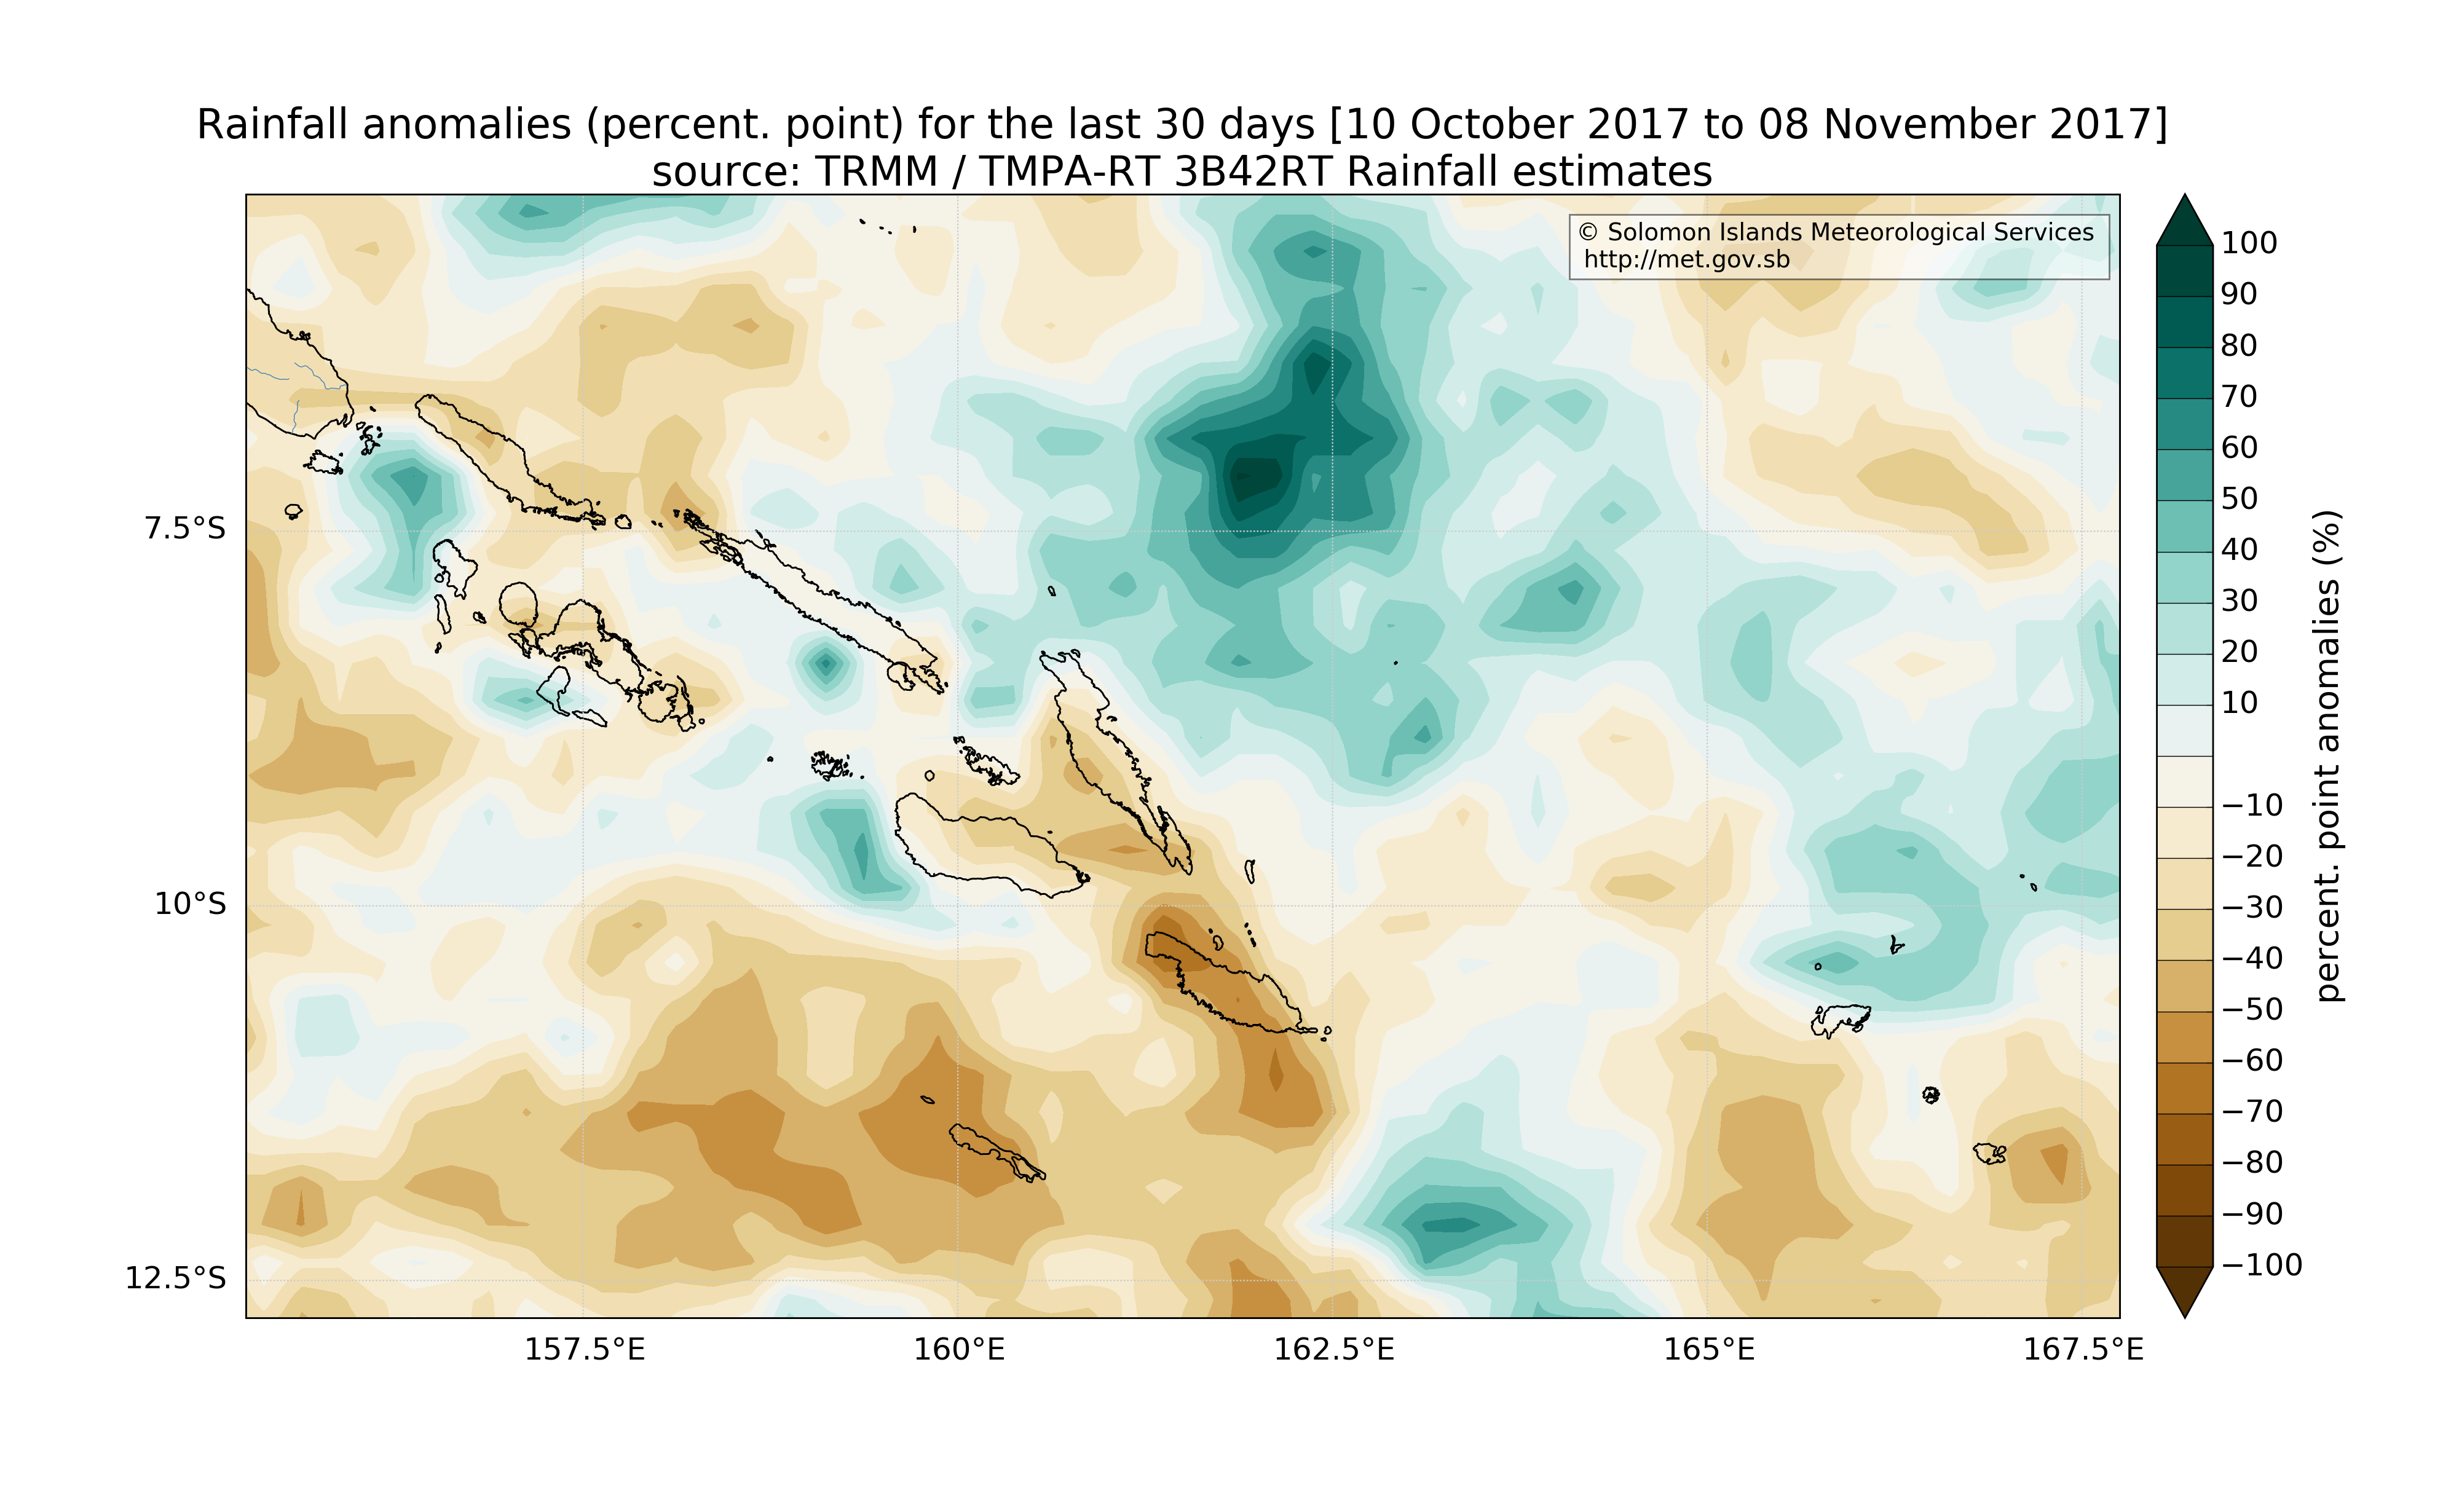 Rainfall anomalies (percent. point) for the last 30 days [10 October 2017 to 08 November 2017]
source: TRMM / TMPA-RT 3B42RT Rainfall estimates
© Solomon Islands Meteorological Services
http://met.gov.sb
7.5°S
10°S
12.5°S
157.5°E
160°E
162.5°E
165°E
167.5°E
100
90
80
70
60
50
40
30
20
10
−10
−20
−30
−40
−50
−60
−70
−80
−90
−100
percent. point anomalies (%)